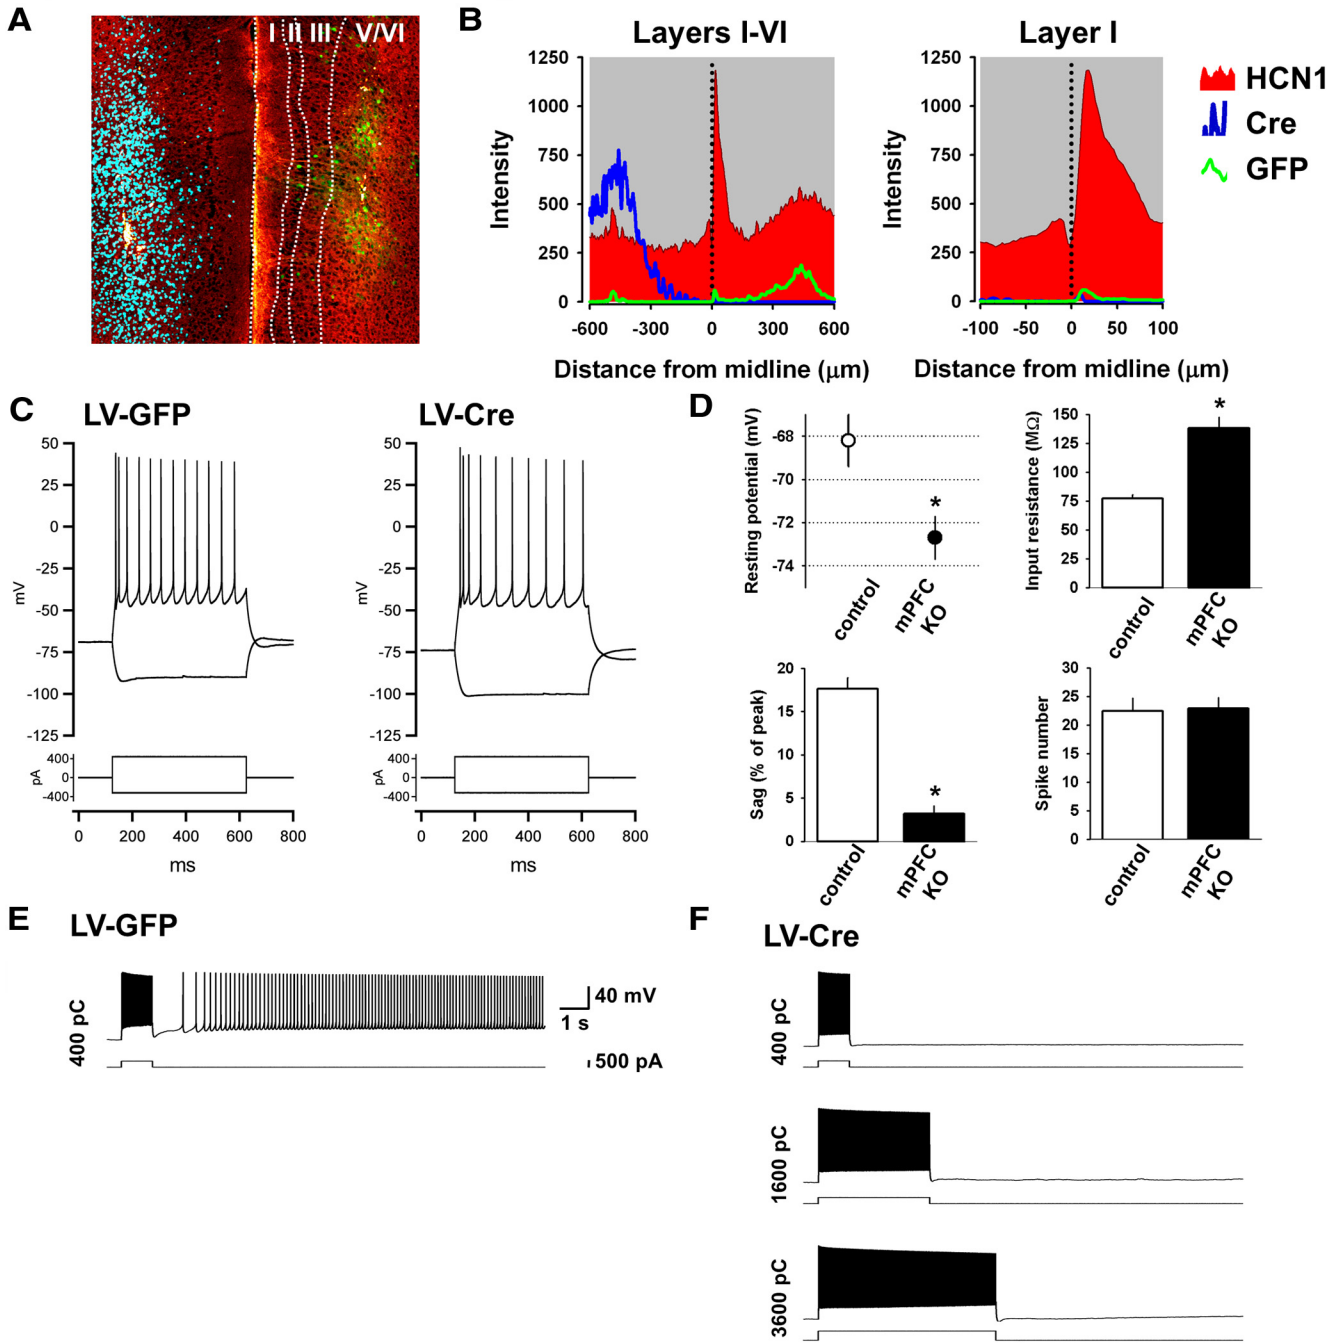 A
I II III V/VI
B
Layers I-VI
Intensity
1250
1000
750
500
250
0
-600 -300 0 300 600
Distance from midline (μm)
Layer I
Intensity
1250
1000
750
500
250
0
-100 -50 0 50 100
Distance from midline (μm)
HCN1
Cre
GFP
C
LV-GFP
mV
50
25
0
-25
-50
-75
-100
-125
pA
400
0
-400
0 200 400 600 800
ms
LV-Cre
50
25
0
-25
-50
-75
-100
-125
400
0
-400
0 200 400 600 800
ms
D
Resting potential (mV)
-68
-70
-72
-74
*
control
mPFC
KO
Input resistance (MΩ)
150
125
100
75
50
25
0
*
control
mPFC
KO
Sag (% of peak)
20
15
10
5
0
*
control
mPFC
KO
Spike number
30
25
20
15
10
5
0
control
mPFC
KO
E
LV-GFP
400 pC
40 mV
1 s
500 pA
F
LV-Cre
400 pC
1600 pC
3600 pC